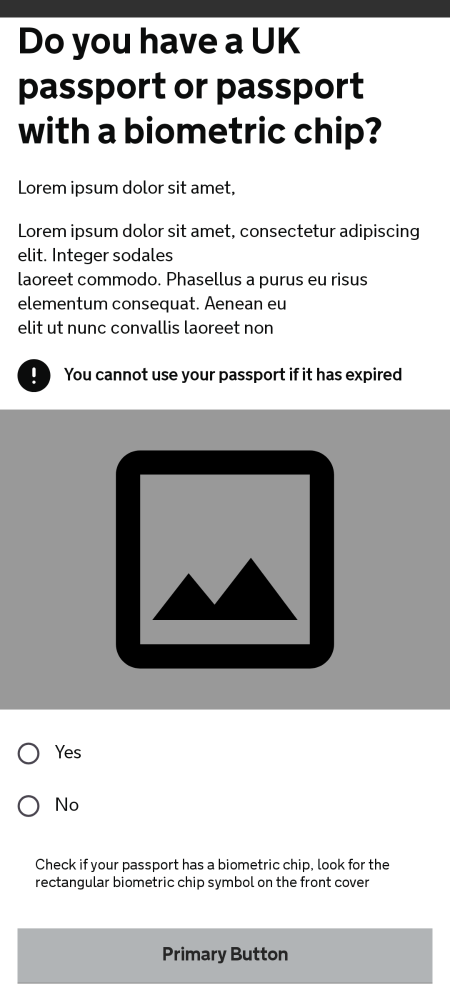 Do you have a UK
passport or passport
with a biometric chip?
Lorem ipsum dolor sit amet,
Lorem ipsum dolor sit amet, consectetur adipiscing
elit. Integer sodales
laoreet commodo. Phasellus a purus eu risus
elementum consequat. Aenean eu
elit ut nunc convallis laoreet non
! You cannot use your passport if it has expired
Yes
No
Check if your passport has a biometric chip, look for the
rectangular biometric chip symbol on the front cover
Primary Button